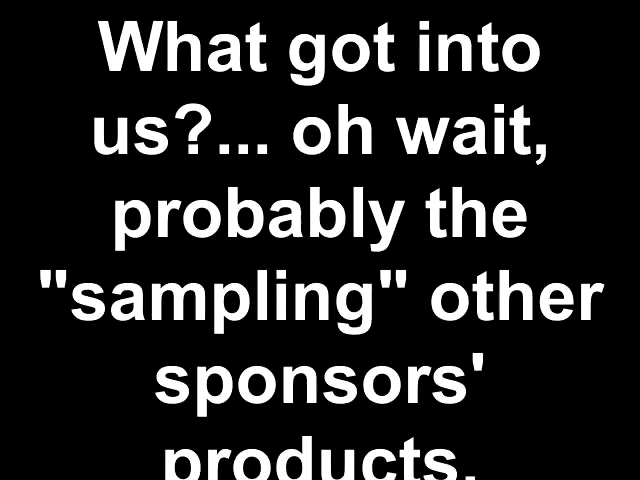 What got into
us?... oh wait,
probably the
"sampling" other
sponsors'
products.